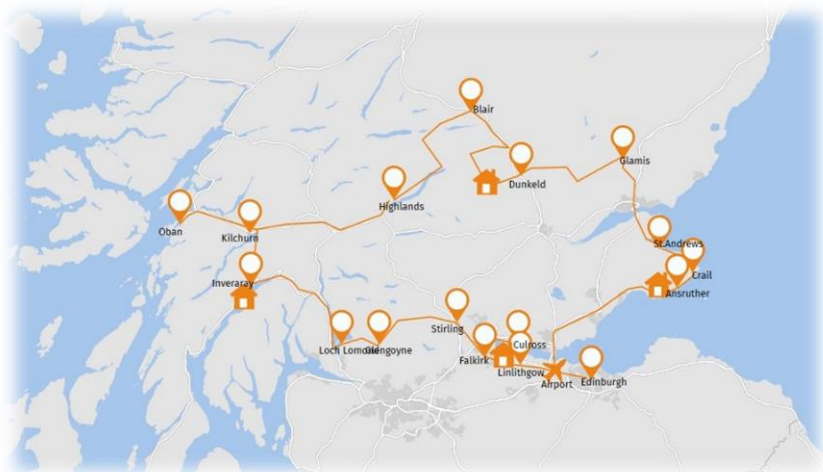 Blair
Glamis
Dunkeld
Highlands
Oban
Kilchurn
St.Andrews
Crail
Inveraray
Ansruther
Stirling
Loch Lomond
Glengoyne
Culross
Falkirk
Linlithgow
Airport
Edinburgh